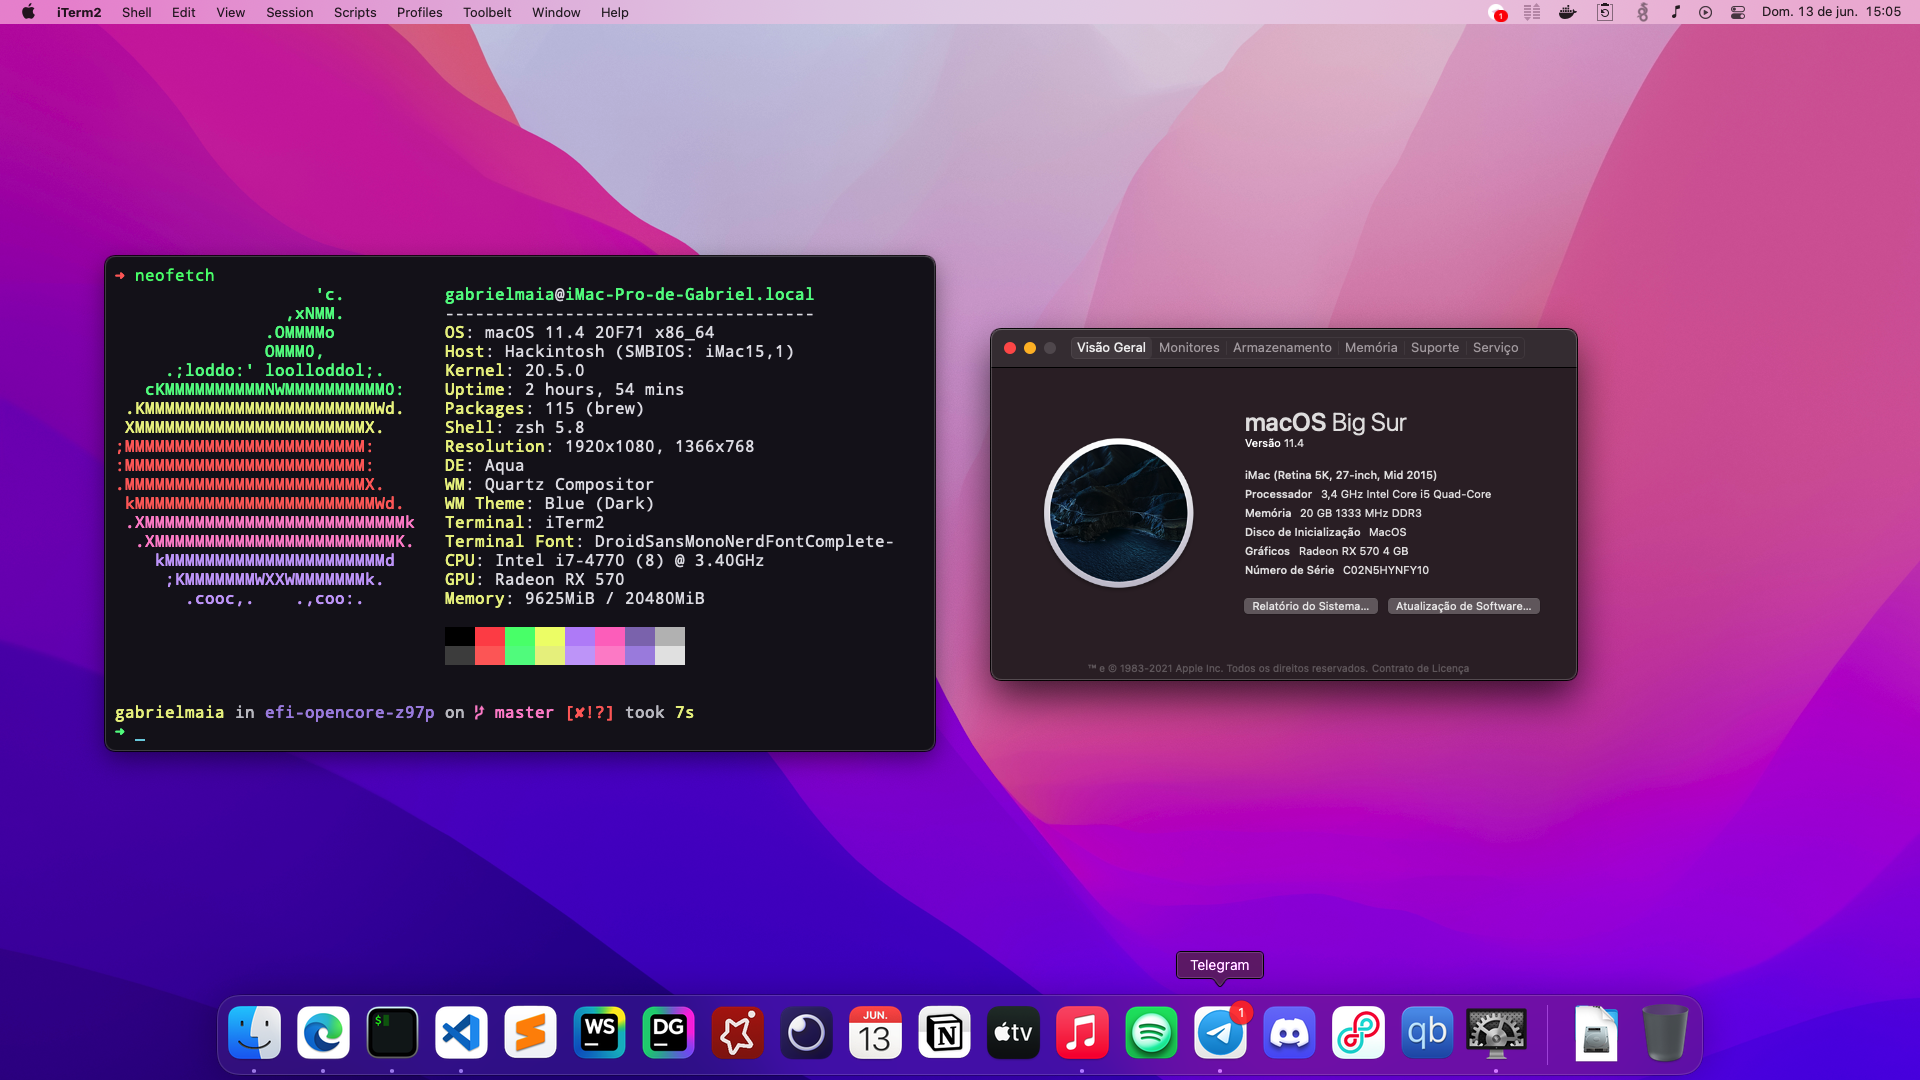 iTerm2 Shell Edit View Session Scripts Profiles Toolbelt Window Help
1
Dom. 13 de jun. 15:05
➜ neofetch
'c.
,xNMM.
.OMMMMo
OMMM0,
.;loddo:' loolloddol;.
cKMMMMMMMMMMNWMMMMMMMMMM0:
.KMMMMMMMMMMMMMMMMMMMMMMMWd.
XMMMMMMMMMMMMMMMMMMMMMMMX.
;MMMMMMMMMMMMMMMMMMMMMMMM:
:MMMMMMMMMMMMMMMMMMMMMMMM:
.MMMMMMMMMMMMMMMMMMMMMMMMX.
kMMMMMMMMMMMMMMMMMMMMMMMMWd.
.XMMMMMMMMMMMMMMMMMMMMMMMMMMk
.XMMMMMMMMMMMMMMMMMMMMMMMMK.
kMMMMMMMMMMMMMMMMMMMMMMd
;KMMMMMMMWXXWMMMMMMMk.
.cooc,. .,coo:.
gabrielmaia@iMac-Pro-de-Gabriel.local
-------------------------------------
OS: macOS 11.4 20F71 x86_64
Host: Hackintosh (SMBIOS: iMac15,1)
Kernel: 20.5.0
Uptime: 2 hours, 54 mins
Packages: 115 (brew)
Shell: zsh 5.8
Resolution: 1920x1080, 1366x768
DE: Aqua
WM: Quartz Compositor
WM Theme: Blue (Dark)
Terminal: iTerm2
Terminal Font: DroidSansMonoNerdFontComplete-
CPU: Intel i7-4770 (8) @ 3.40GHz
GPU: Radeon RX 570
Memory: 9625MiB / 20480MiB
gabrielmaia in efi-opencore-z97p on master [✘!?] took 7s
➜ _
Visão Geral Monitores Armazenamento Memória Suporte Serviço
macOS Big Sur
Versão 11.4
iMac (Retina 5K, 27-inch, Mid 2015)
Processador 3,4 GHz Intel Core i5 Quad-Core
Memória 20 GB 1333 MHz DDR3
Disco de Inicialização MacOS
Gráficos Radeon RX 570 4 GB
Número de Série C02N5HYNFY10
Relatório do Sistema... Atualização de Software...
™ e © 1983-2021 Apple Inc. Todos os direitos reservados. Contrato de Licença
Telegram
$
WS
DG
JUN.
13
N
tv
1
qb